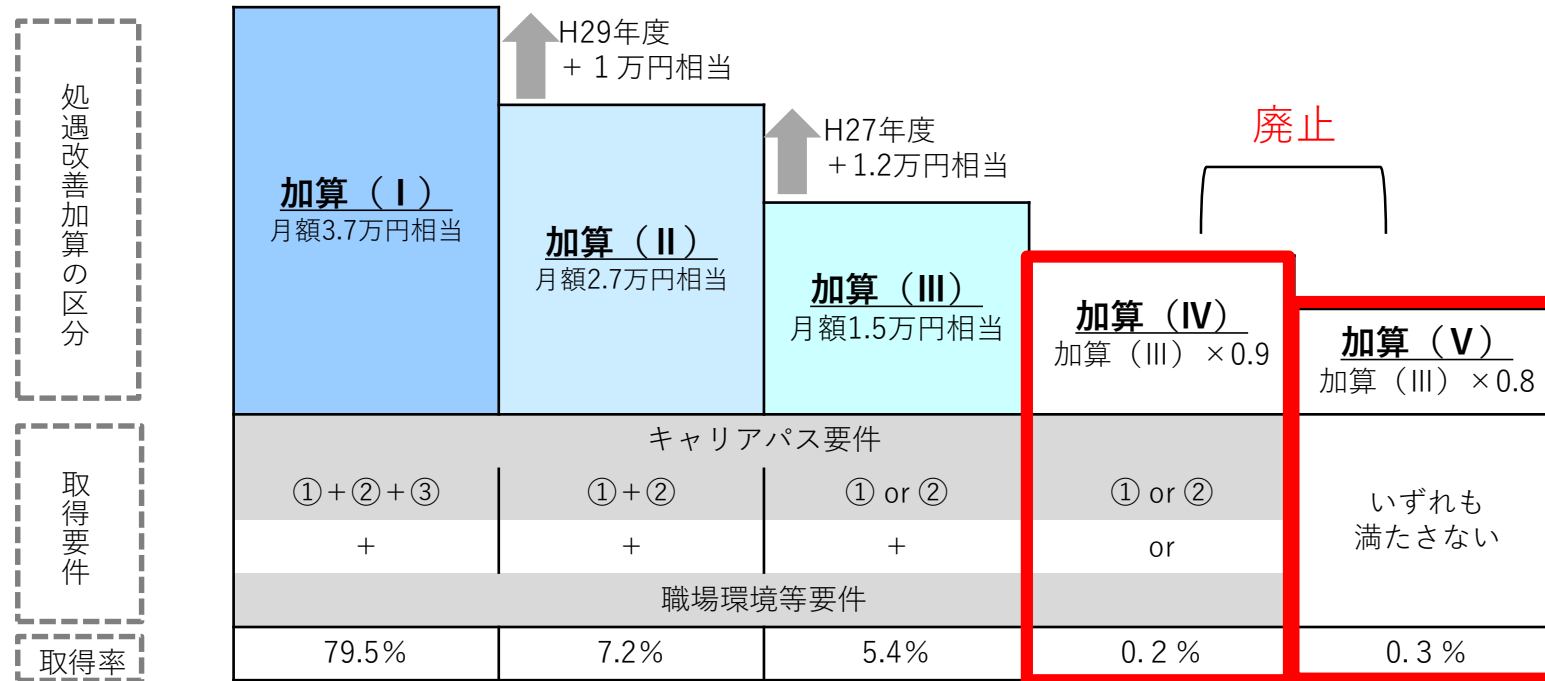 処遇改善加算の区分
H29年度
+1万円相当
H27年度
+1.2万円相当
廃止
加算（Ⅰ）
月額3.7万円相当
加算（Ⅱ）
月額2.7万円相当
加算（Ⅲ）
月額1.5万円相当
加算（Ⅳ）
加算（Ⅲ）×0.9
加算（Ⅴ）
加算（Ⅲ）×0.8
取得要件
キャリアパス要件
①+②+③
①+②
① or ②
① or ②
いずれも
満たさない
+
+
+
or
職場環境等要件
取得率
79.5%
7.2%
5.4%
0.2％
0.3％